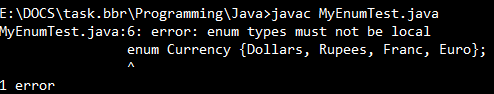 E:\DOCS\task.bbr\Programming\Java>javac MyEnumTest.java
MyEnumTest.java:6: error: enum types must not be local
enum Currency {Dollars, Rupees, Franc, Euro};
^
1 error